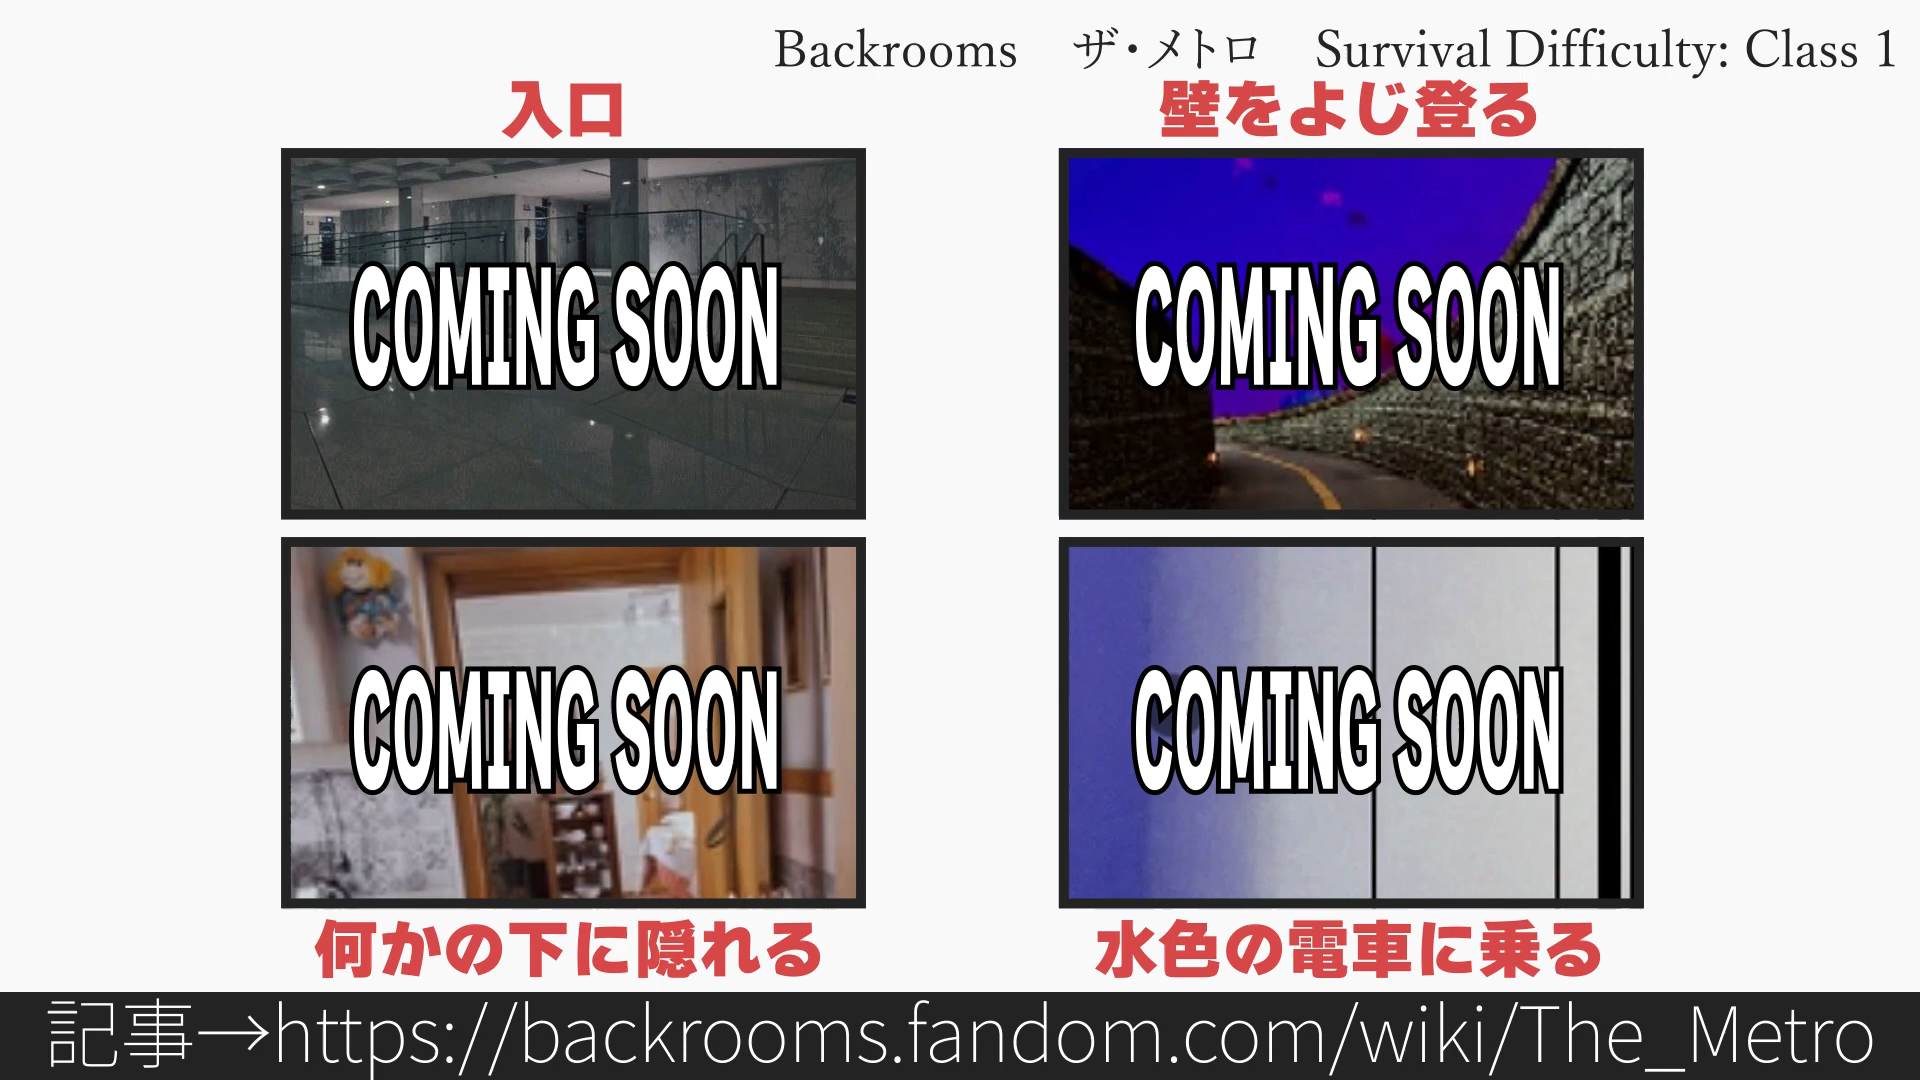 Backrooms ザ・メトロ Survival Difficulty: Class 1
入口
壁をよじ登る
COMING SOON
COMING SOON
COMING SOON
COMING SOON
何かの下に隠れる
水色の電車に乗る
記事→https://backrooms.fandom.com/wiki/The_Metro